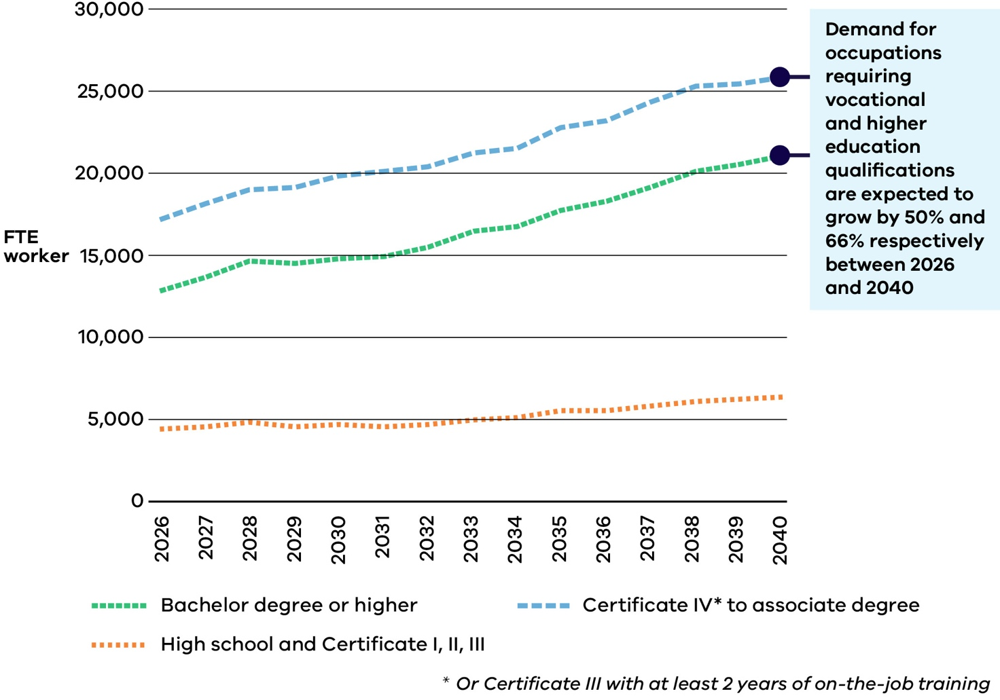 30,000
25,000
20,000
15,000
10,000
5,000
0
FTE
worker
2026
2027
2028
2029
2030
2031
2032
2033
2034
2035
2036
2037
2038
2039
2040
Demand for
occupations
requiring
vocational
and higher
education
qualifications
are expected to
grow by 50% and
66% respectively
between 2026
and 2040
Bachelor degree or higher
Certificate IV* to associate degree
High school and Certificate I, II, III
* Or Certificate III with at least 2 years of on-the-job training